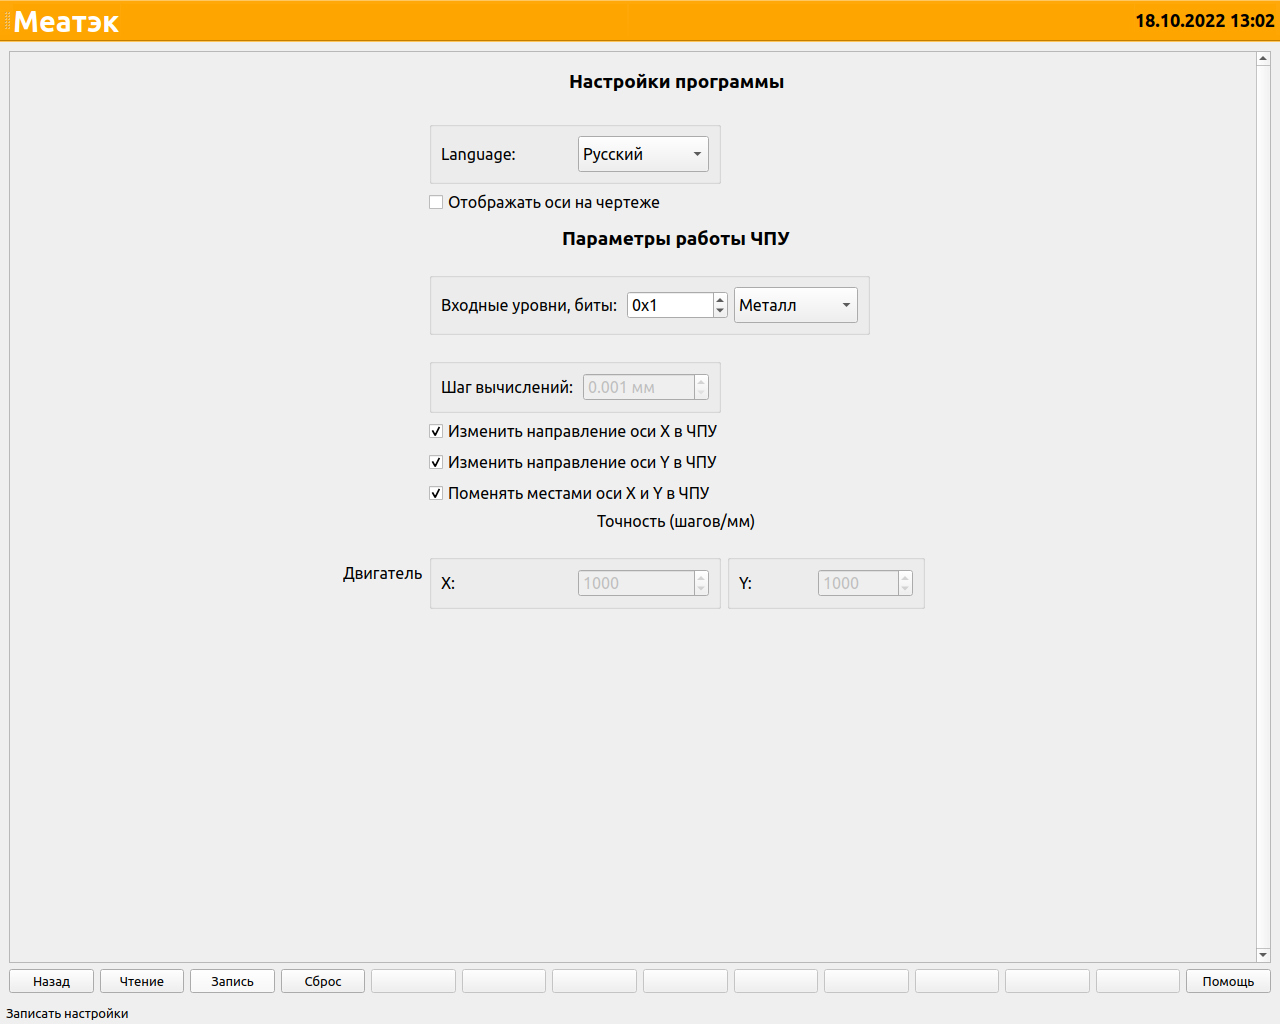 Меатэк
18.10.2022 13:02
Настройки программы
Language: Русский
Отображать оси на чертеже
Параметры работы ЧПУ
Входные уровни, биты: 0x1 Металл
Шаг вычислений: 0.001 мм
Изменить направление оси X в ЧПУ
Изменить направление оси Y в ЧПУ
Поменять местами оси X и Y в ЧПУ
Точность (шагов/мм)
Двигатель X: 1000 Y: 1000
Назад Чтение Запись Сброс Помощь
Записать настройки